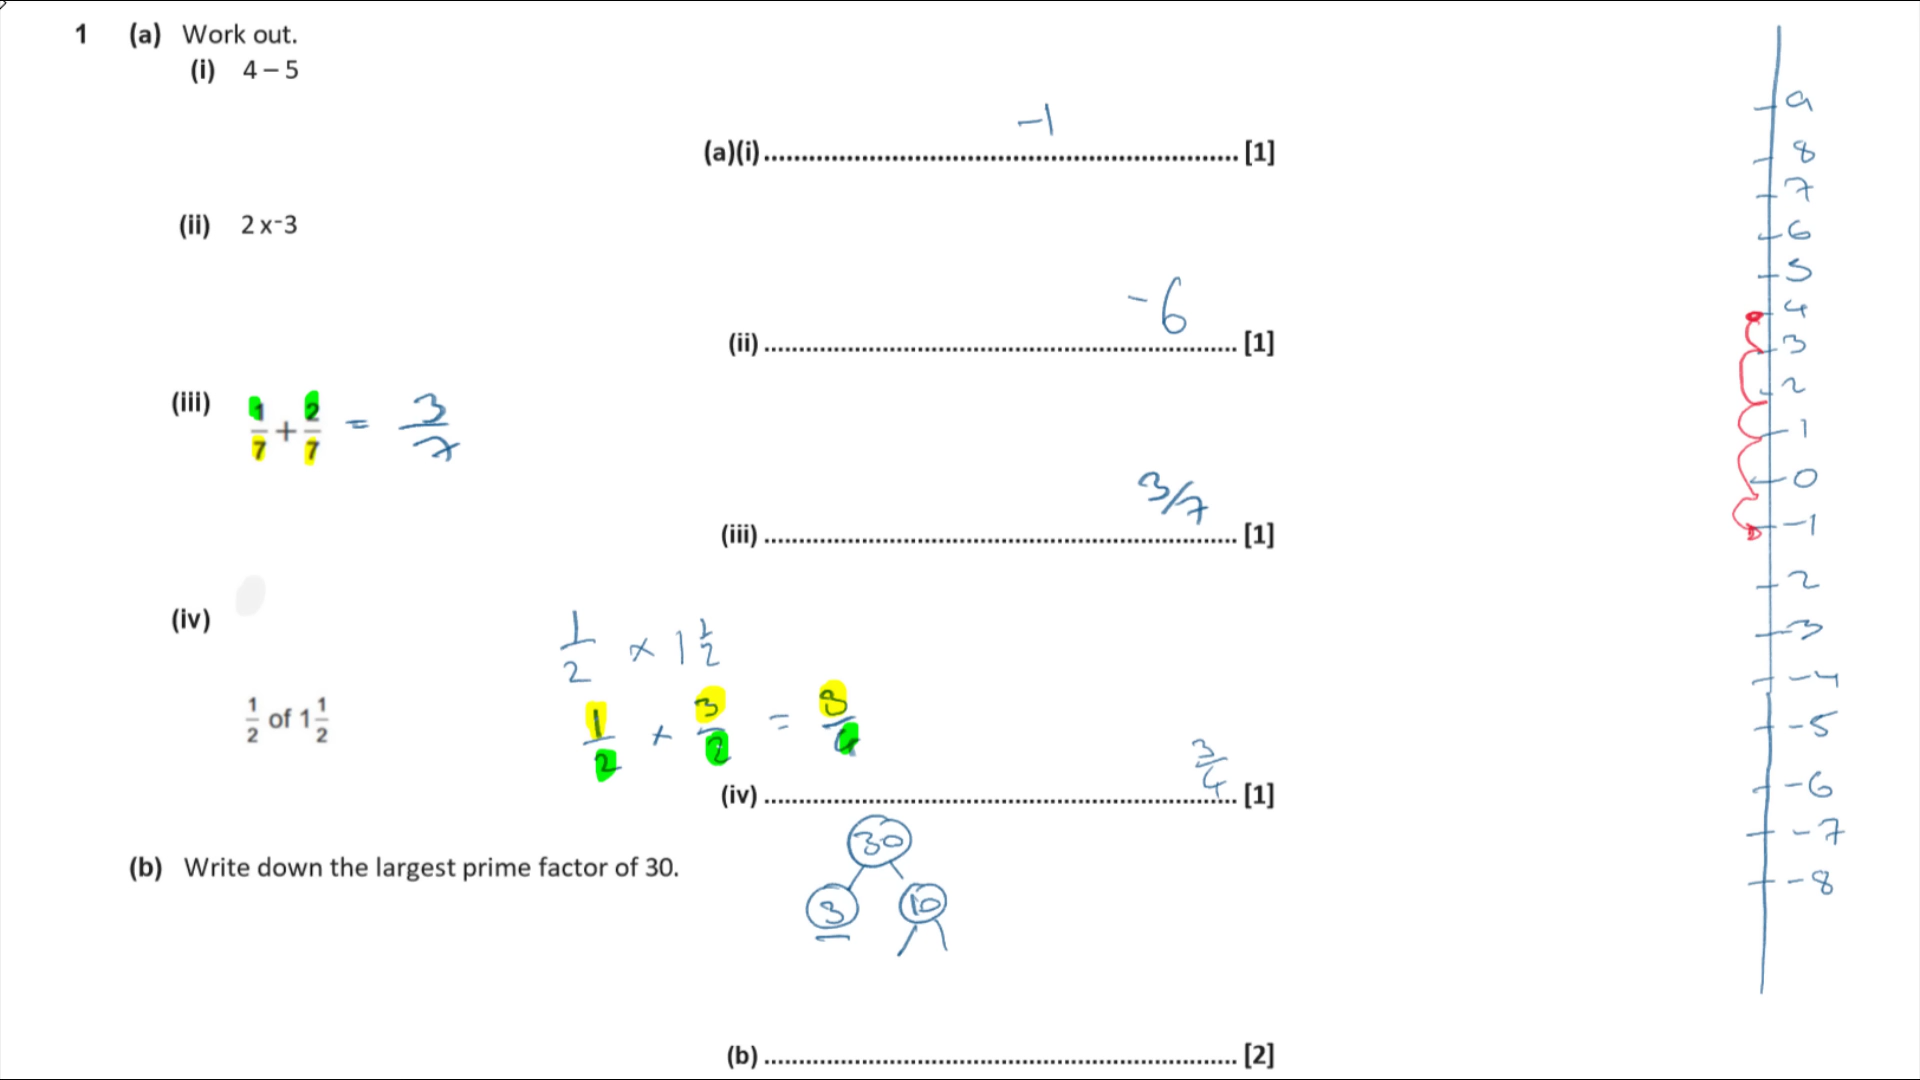 1 (a) Work out.
(i) 4 – 5
-1
(a)(i) ........................................ [1]
(ii) 2 x -3
-6
(ii) ........................................ [1]
(iii) 1/7 + 2/7 = 3/7
3/7
(iii) ........................................ [1]
(iv)
1/2 × 1 1/2
1/2 of 1 1/2
1/2 × 3/2 = 3/4
3/4
(iv) ........................................ [1]
30
(b) Write down the largest prime factor of 30.
3 10
(b) ........................................ [2]
9
8
7
6
5
4
3
2
1
0
-1
2
-3
-4
-5
-6
-7
-8